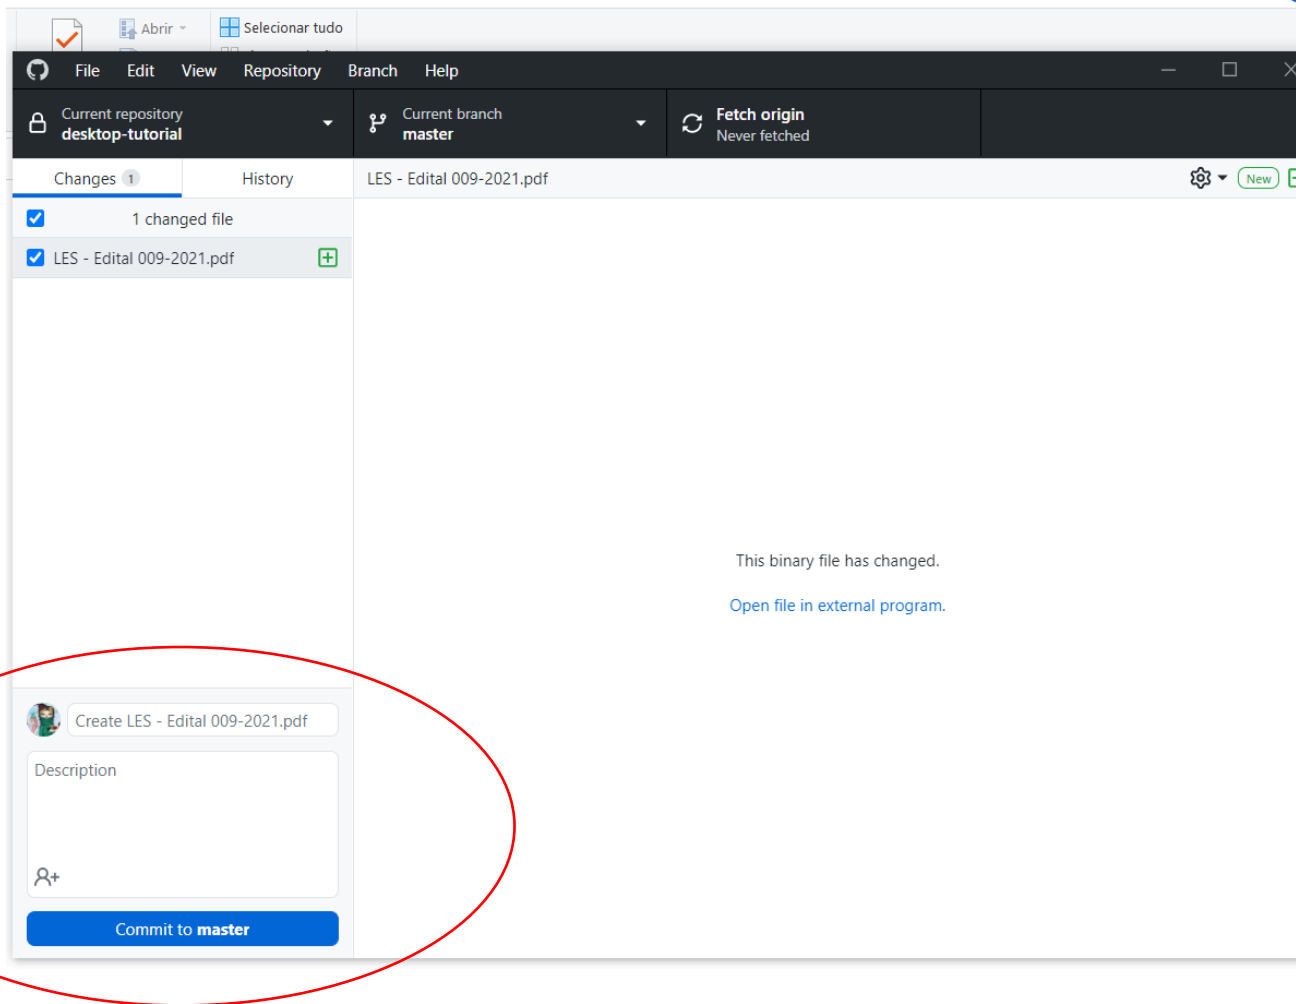 Abrir
Selecionar tudo
File Edit View Repository Branch Help
Current repository
desktop-tutorial
Current branch
master
Fetch origin
Never fetched
Changes 1
History
LES - Edital 009-2021.pdf
New
1 changed file
LES - Edital 009-2021.pdf
This binary file has changed.
Open file in external program.
Create LES - Edital 009-2021.pdf
Description
Commit to master